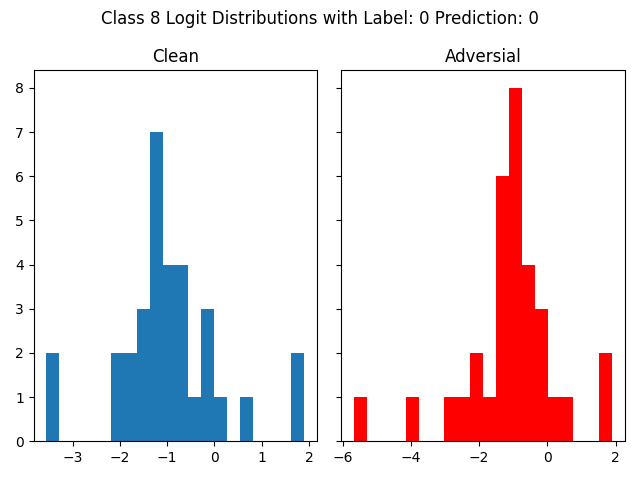 Class 8 Logit Distributions with Label: 0 Prediction: 0
Clean
Adversial
8
7
6
5
4
3
2
1
0
−3 −2 −1 0 1 2
−6 −4 −2 0 2